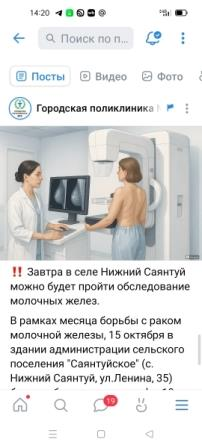 14:20
Поиск по п...
Посты
Видео
Фото
Городская поликлиника
‼ Завтра в селе Нижний Саянтуй
можно будет пройти обследование
молочных желез.
В рамках месяца борьбы с раком
молочной железы, 15 октября в
здании администрации сельского
поселения "Саянтуйское" (с.
Нижний Саянтуй, ул.Ленина, 35)
19